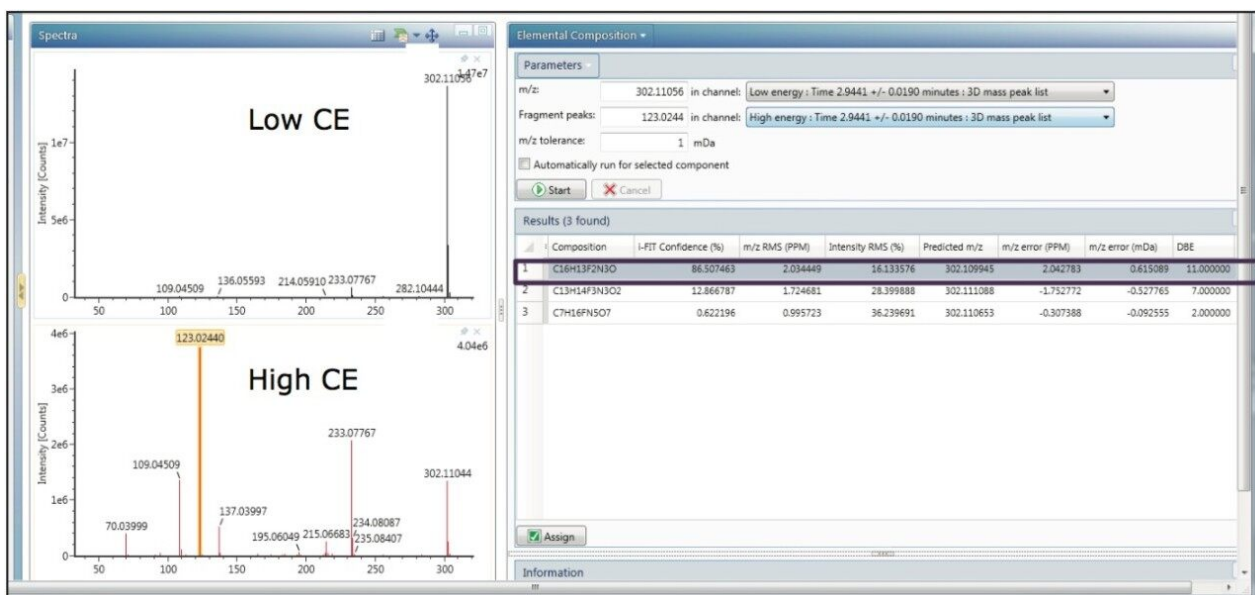 Spectra
1.47e7
302.11056
Low CE
Intensity [Counts]
1e7
5e6
0
109.04509
136.05593
214.05910
233.07767
282.10444
50 100 150 200 250 300
4e6
123.02440
4.04e6
High CE
Intensity [Counts]
3e6
2e6
1e6
0
233.07767
109.04509
302.11044
137.03997
234.08087
70.03999
195.06049
215.06683
235.08407
50 100 150 200 250 300
Elemental Composition
Parameters
m/z: 302.11056 in channel: Low energy : Time 2.9441 +/- 0.0190 minutes : 3D mass peak list
Fragment peaks: 123.0244 in channel: High energy : Time 2.9441 +/- 0.0190 minutes : 3D mass peak list
m/z tolerance: 1 mDa
Automatically run for selected component
Start Cancel
Results (3 found)
Composition i-FIT Confidence (%) m/z RMS (PPM) Intensity RMS (%) Predicted m/z m/z error (PPM) m/z error (mDa) DBE
1 C16H13F2N3O 86.507463 2.034449 16.133576 302.109945 2.042783 0.615089 11.000000
2 C13H14F3N3O2 12.866787 1.724681 28.399888 302.111088 -1.752772 -0.527765 7.000000
3 C7H16FN5O7 0.622196 0.995723 36.239691 302.110653 -0.307388 -0.092555 2.000000
Assign
Information